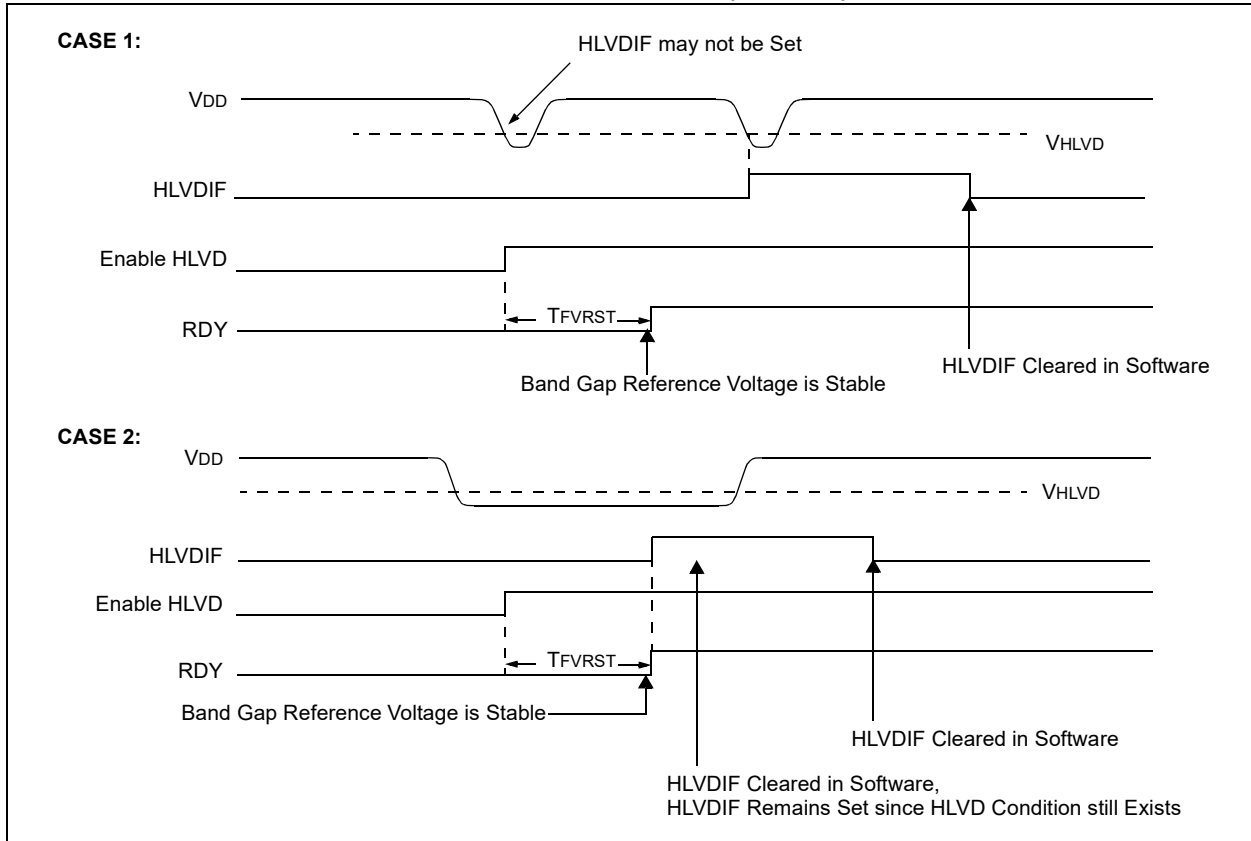 CASE 1:
HLVDIF may not be Set
VDD
VHLVD
HLVDIF
Enable HLVD
TFVRST
RDY
HLVDIF Cleared in Software
Band Gap Reference Voltage is Stable
CASE 2:
VDD
VHLVD
HLVDIF
Enable HLVD
TFVRST
RDY
Band Gap Reference Voltage is Stable
HLVDIF Cleared in Software
HLVDIF Cleared in Software,
HLVDIF Remains Set since HLVD Condition still Exists